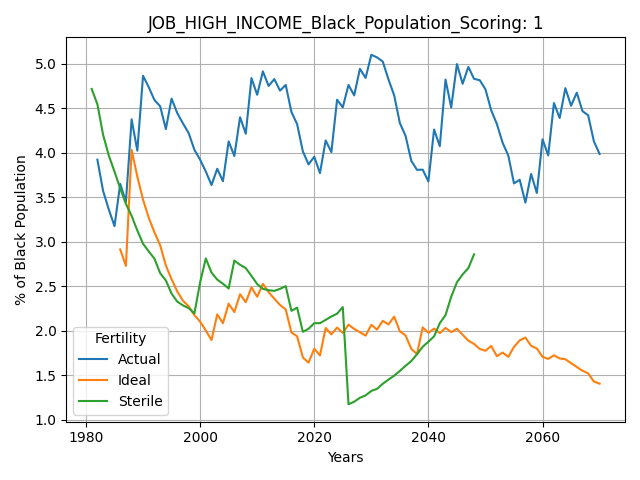 JOB_HIGH_INCOME_Black_Population_Scoring: 1
% of Black Population
5.0
4.5
4.0
3.5
3.0
2.5
2.0
1.5
1.0
Fertility
Actual
Ideal
Sterile
1980 2000 2020 2040 2060
Years